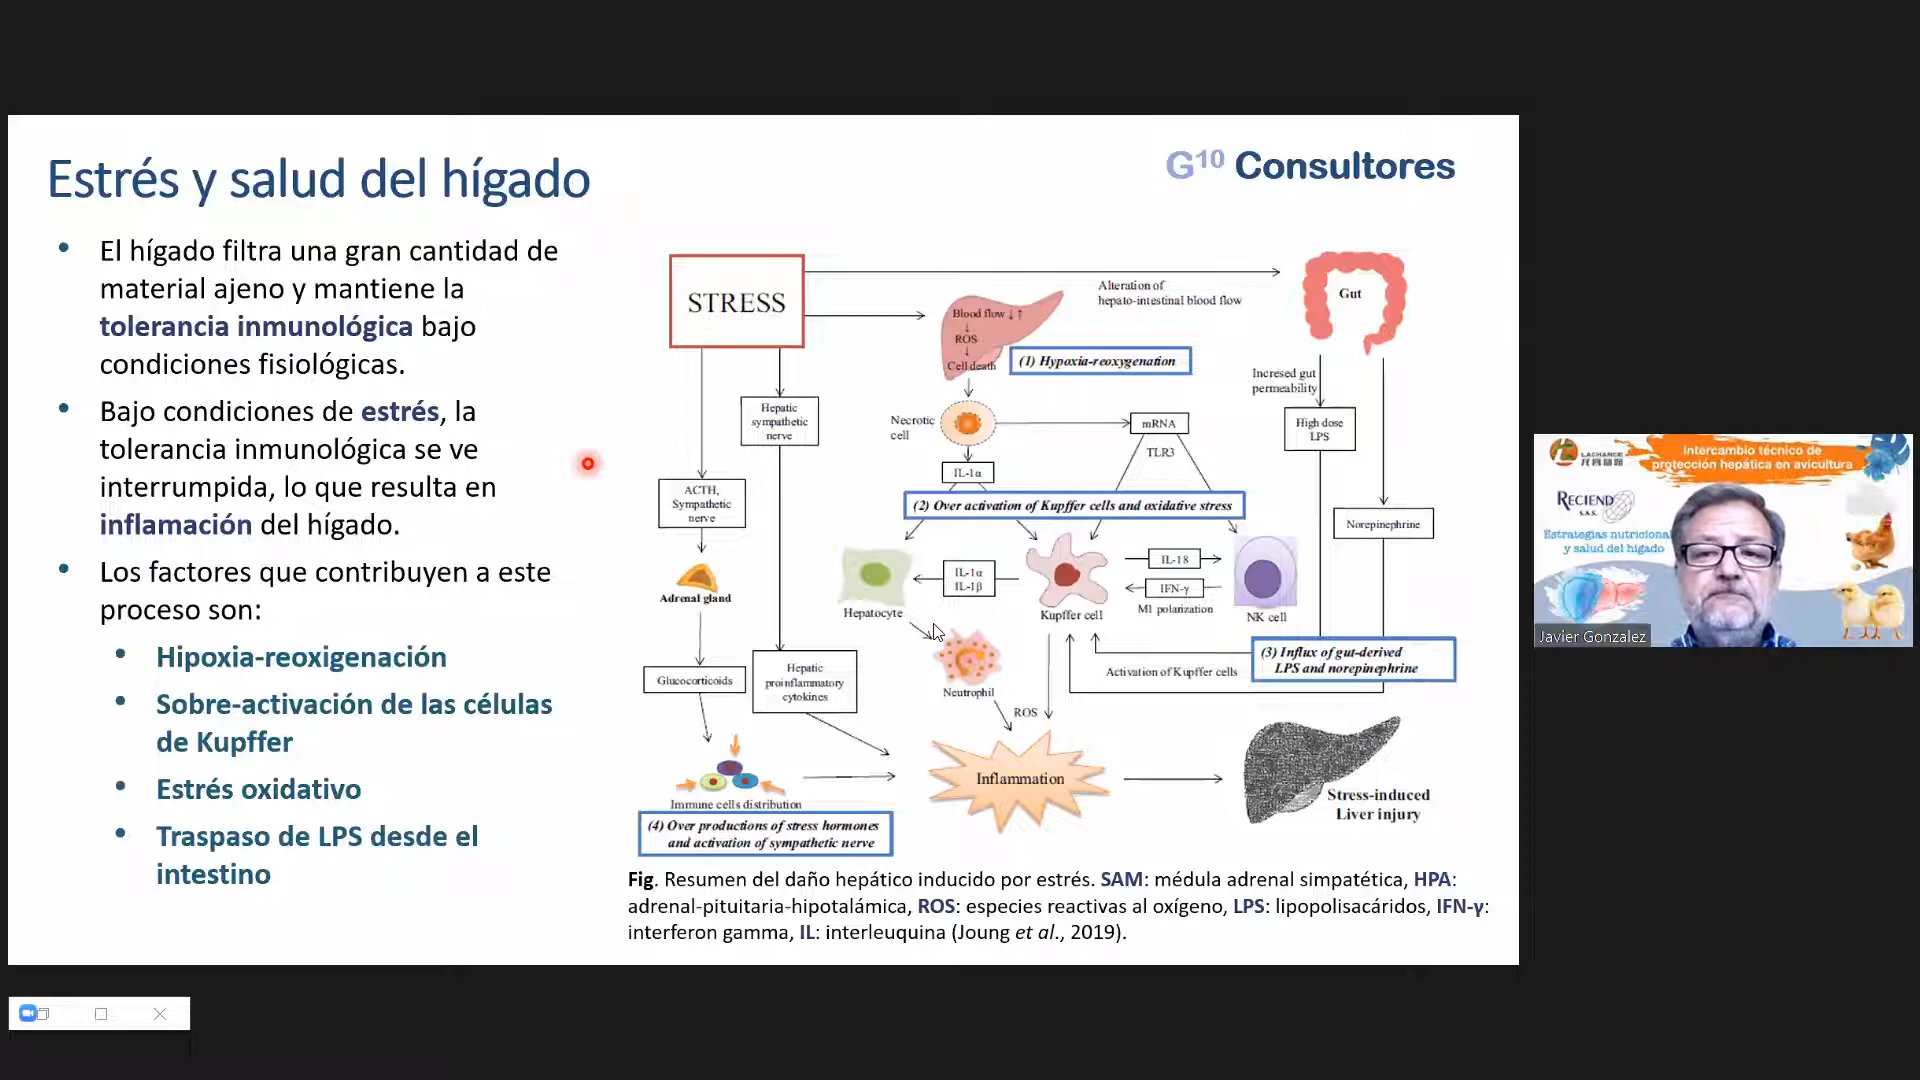 Estrés y salud del hígado
G10 Consultores
El hígado filtra una gran cantidad de
material ajeno y mantiene la
tolerancia inmunológica bajo
condiciones fisiológicas.
Bajo condiciones de estrés, la
tolerancia inmunológica se ve
interrumpida, lo que resulta en
inflamación del hígado.
Los factores que contribuyen a este
proceso son:
Hipoxia-reoxigenación
Sobre-activación de las células
de Kupffer
Estrés oxidativo
Traspaso de LPS desde el
intestino
STRESS
Alteration of
hepato-intestinal blood flow
Gut
Blood flow ↓↑
↓
ROS
↓
Cell death
(1) Hypoxia-reoxygenation
Incresed gut
permeability
Hepatic
sympathetic
nerve
Necrotic
cell
mRNA
High dose
LPS
TLR3
IL-1α
ACTH,
Sympathetic
nerve
(2) Over activation of Kupffer cells and oxidative stress
Norepinephrine
IL-18
IL-1α
IL-1β
IFN-γ
Adrenal gland
Hepatocyte
Kupffer cell
M1 polarization
NK cell
(3) Influx of gut-derived
LPS and norepinephrine
Glucocorticoids
Hepatic
proinflammatory
cytokines
Neutrophil
Activation of Kupffer cells
ROS
Inflammation
Immune cells distribution
Stress-induced
Liver injury
(4) Over productions of stress hormones
and activation of sympathetic nerve
Fig. Resumen del daño hepático inducido por estrés. SAM: médula adrenal simpatética, HPA:
adrenal-pituitaria-hipotalámica, ROS: especies reactivas al oxígeno, LPS: lipopolisacáridos, IFN-γ:
interferon gamma, IL: interleuquina (Joung et al., 2019).
LACHANCE
Intercambio técnico de
protección hepática en avicultura
RECIEND
S.A.S.
Estrategias nutriciona
y salud del hígado
Javier Gonzalez